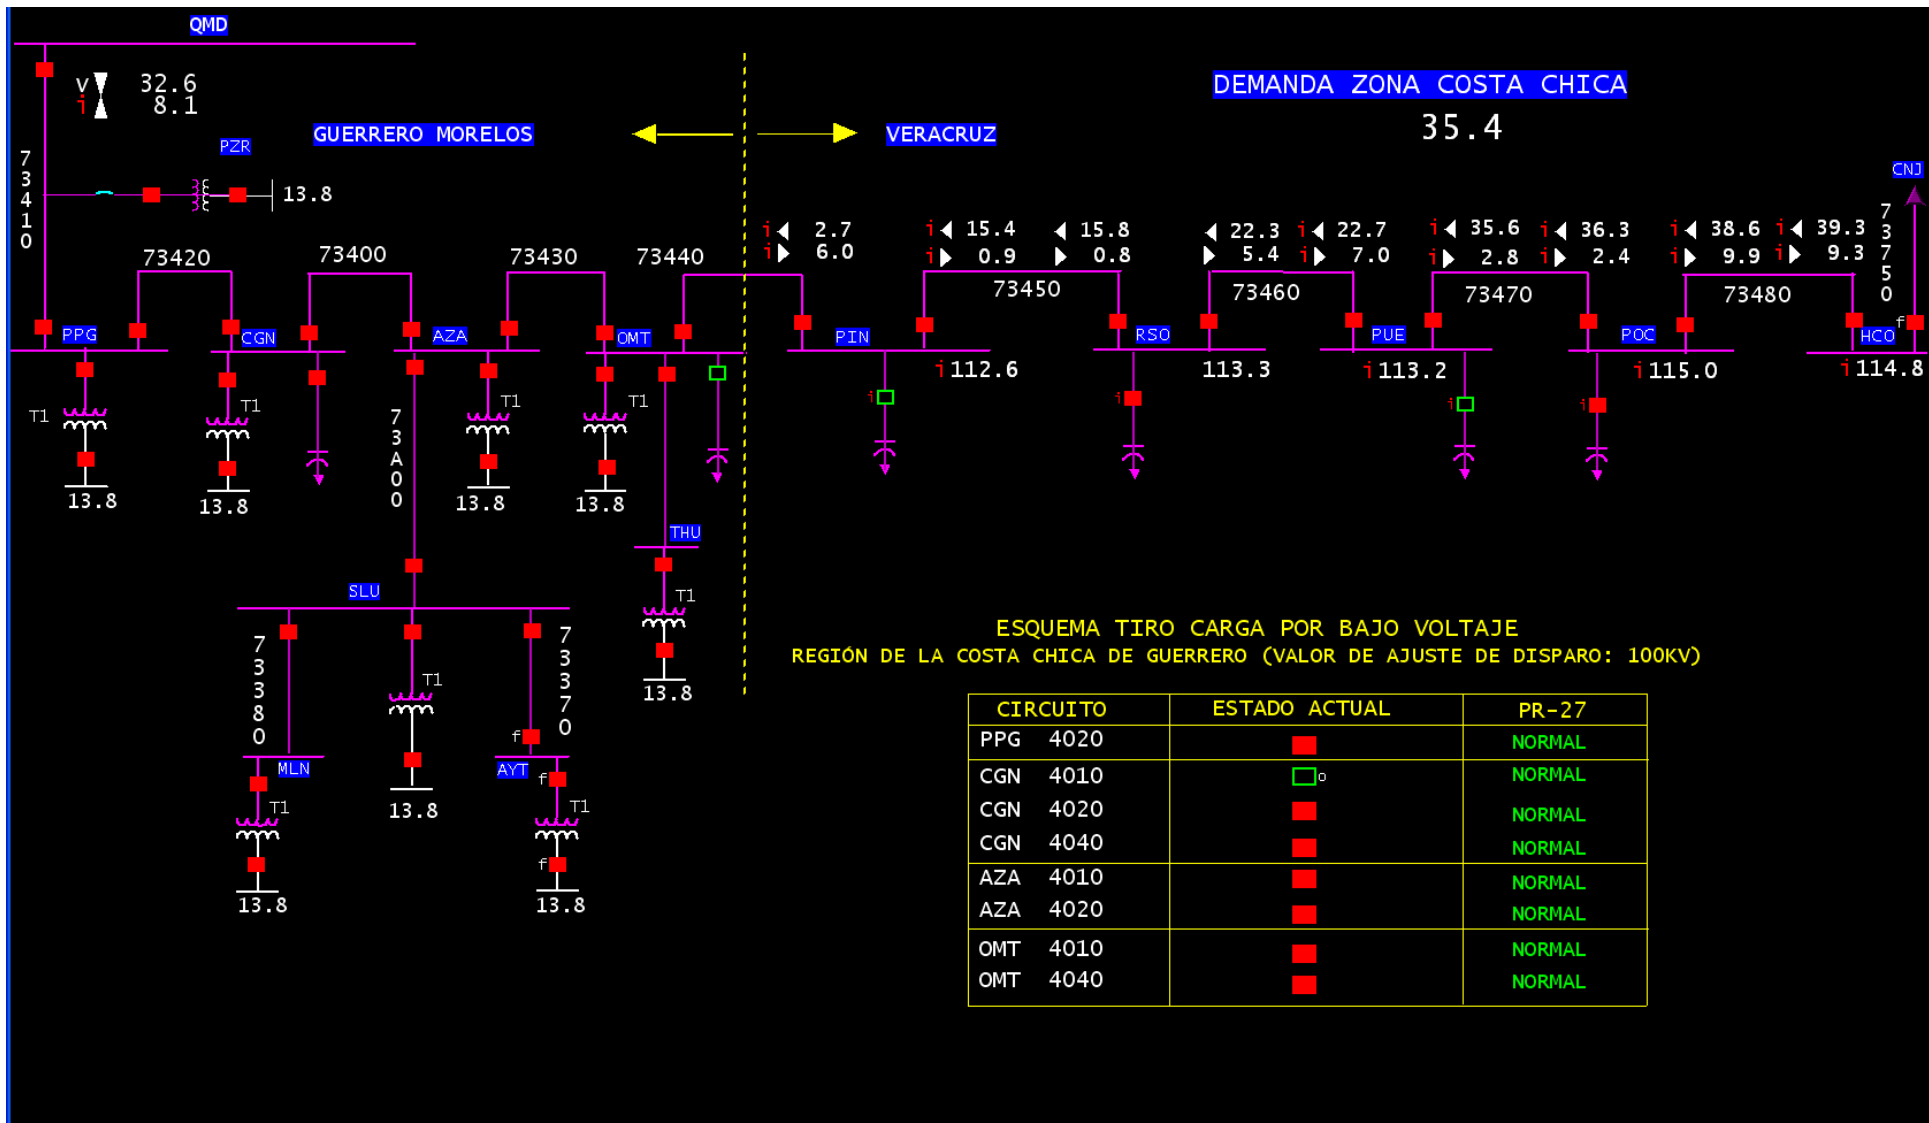 QMD
v 32.6
i 8.1
DEMANDA ZONA COSTA CHICA
35.4
GUERRERO MORELOS
VERACRUZ
PZR
13.8
CNJ
73410
73420
73400
73430
73440
i 2.7
i 6.0
i 15.4
i 0.9
15.8
0.8
22.3
5.4
i 22.7
i 7.0
i 35.6
i 2.8
i 36.3
i 2.4
i 38.6
i 9.9
i 39.3
i 9.3
73750
73450
73460
73470
73480
f
PPG
CGN
AZA
OMT
PIN
RSO
PUE
POC
HCO
i 112.6
113.3
i 113.2
i 115.0
i 114.8
i
i
i
i
T1
T1
T1
T1
73A00
13.8
13.8
13.8
13.8
THU
T1
13.8
SLU
73380
T1
73370
13.8
f
MLN
AYT
f
T1
T1
f
13.8
13.8
ESQUEMA TIRO CARGA POR BAJO VOLTAJE
REGIÓN DE LA COSTA CHICA DE GUERRERO (VALOR DE AJUSTE DE DISPARO: 100KV)
CIRCUITO ESTADO ACTUAL PR-27
PPG 4020 NORMAL
CGN 4010 o NORMAL
CGN 4020 NORMAL
CGN 4040 NORMAL
AZA 4010 NORMAL
AZA 4020 NORMAL
OMT 4010 NORMAL
OMT 4040 NORMAL